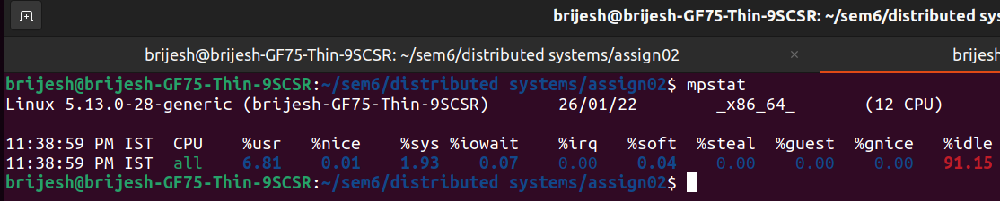 brijesh@brijesh-GF75-Thin-9SCSR: ~/sem6/distributed sys
brijesh@brijesh-GF75-Thin-9SCSR: ~/sem6/distributed systems/assign02 × brijesh
brijesh@brijesh-GF75-Thin-9SCSR:~/sem6/distributed systems/assign02$ mpstat
Linux 5.13.0-28-generic (brijesh-GF75-Thin-9SCSR) 26/01/22 _x86_64_ (12 CPU)
11:38:59 PM IST CPU %usr %nice %sys %iowait %irq %soft %steal %guest %gnice %idle
11:38:59 PM IST all 6.81 0.01 1.93 0.07 0.00 0.04 0.00 0.00 0.00 91.15
brijesh@brijesh-GF75-Thin-9SCSR:~/sem6/distributed systems/assign02$